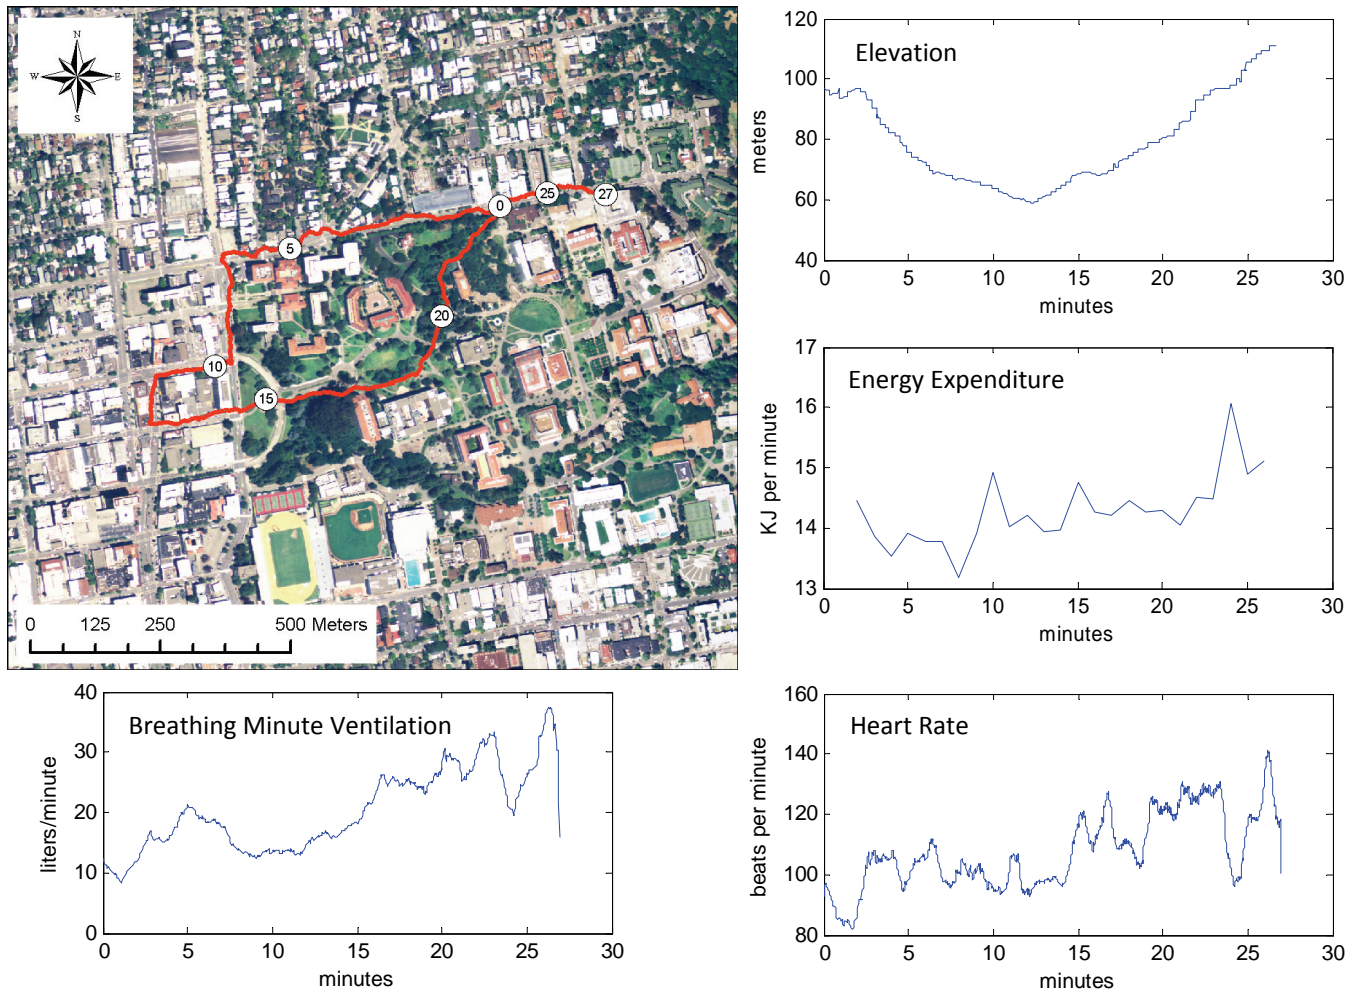 N
W E
S
0
25
27
5
20
10
15
0 125 250 500 Meters
Elevation
120
100
80
60
40
meters
0 5 10 15 20 25 30
minutes
Energy Expenditure
17
16
15
14
13
KJ per minute
0 5 10 15 20 25 30
minutes
Breathing Minute Ventilation
40
30
20
10
0
liters/minute
0 5 10 15 20 25 30
minutes
Heart Rate
160
140
120
100
80
beats per minute
0 5 10 15 20 25 30
minutes